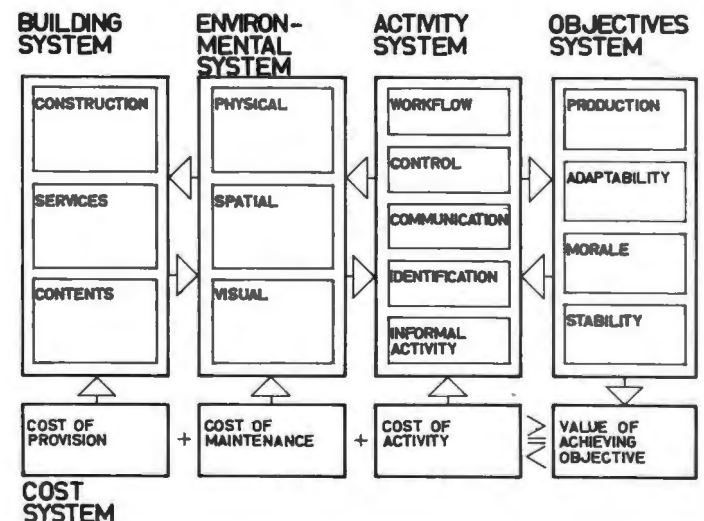 BUILDING
SYSTEM
ENVIRON-
MENTAL
SYSTEM
ACTIVITY
SYSTEM
OBJECTIVES
SYSTEM
CONSTRUCTION
SERVICES
CONTENTS
PHYSICAL
SPATIAL
VISUAL
WORKFLOW
CONTROL
COMMUNICATION
IDENTIFICATION
INFORMAL
ACTIVITY
PRODUCTION
ADAPTABILITY
MORALE
STABILITY
COST OF
PROVISION
+
COST OF
MAINTENANCE
+
COST OF
ACTIVITY
>
=
<
VALUE OF
ACHIEVING
OBJECTIVE
COST
SYSTEM